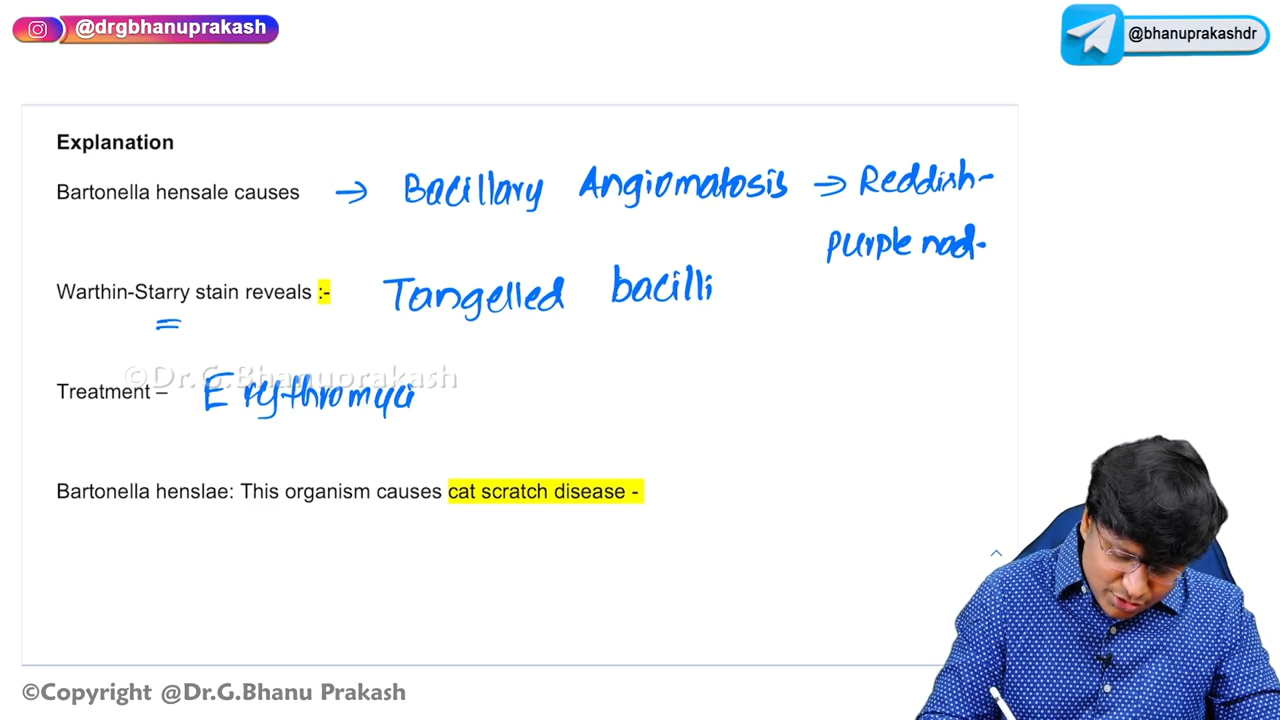 @drgbhanuprakash
@bhanuprakashdr
Explanation
Bartonella hensale causes → Bacillary Angiomatosis → Reddish-
purple nod-
Warthin-Starry stain reveals :- Tangelled bacilli
©Dr.G.Bhanuprakash
Treatment – Erythromyci
Bartonella henslae: This organism causes cat scratch disease -
©Copyright @Dr.G.Bhanu Prakash